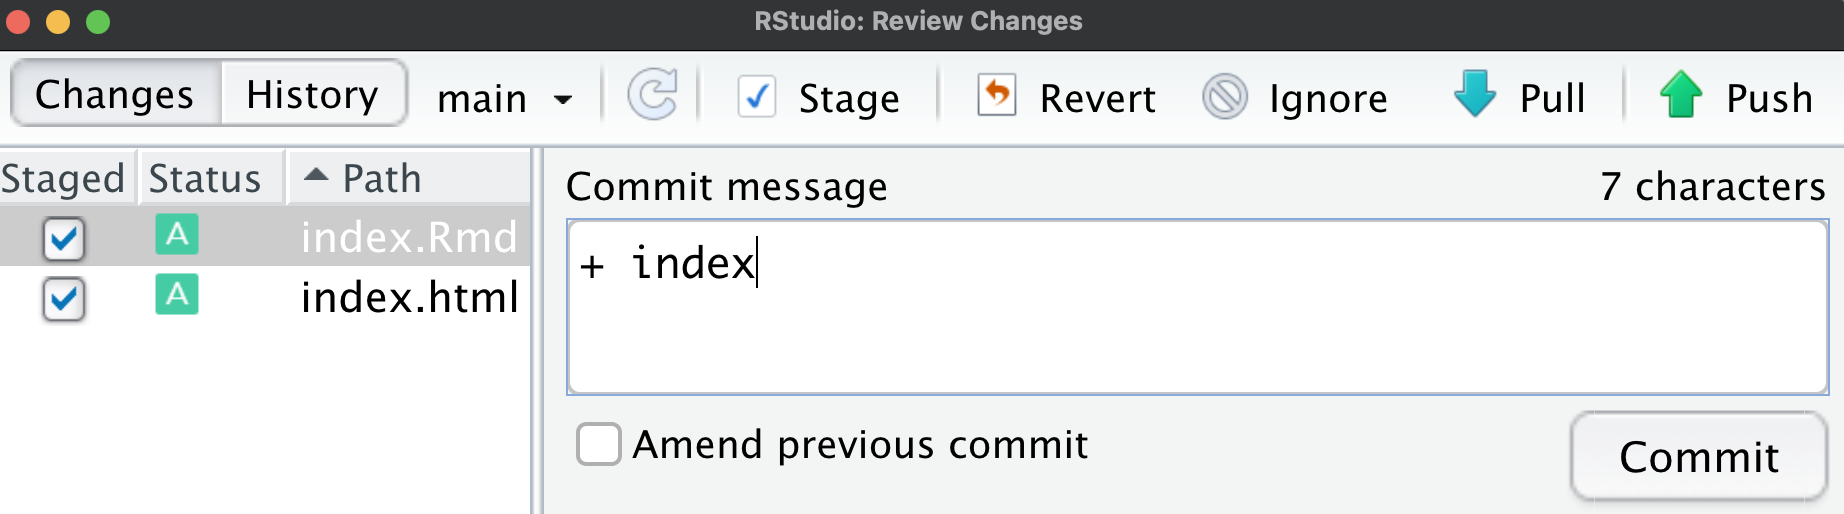 RStudio: Review Changes
Changes History main Stage Revert Ignore Pull Push
Staged Status Path
A index.Rmd
A index.html
Commit message 7 characters
+ index
Amend previous commit
Commit